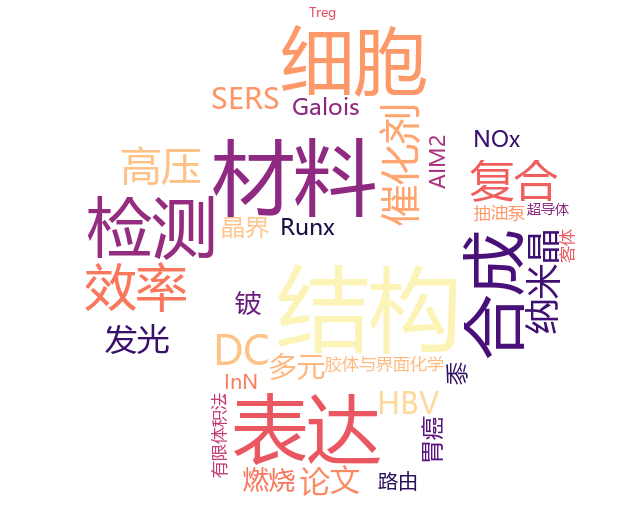 Treg
细胞
SERS
Galois
催化剂
NOx
AIM2
高压
材料
复合
抽油泵
超导体
检测
晶界
Runx
合成
纳米晶
客体
效率
铍
结构
发光
DC
多元
胶体与界面化学
黍
InN
HBV
有限体积法
表达
胃癌
燃烧
论文
路由